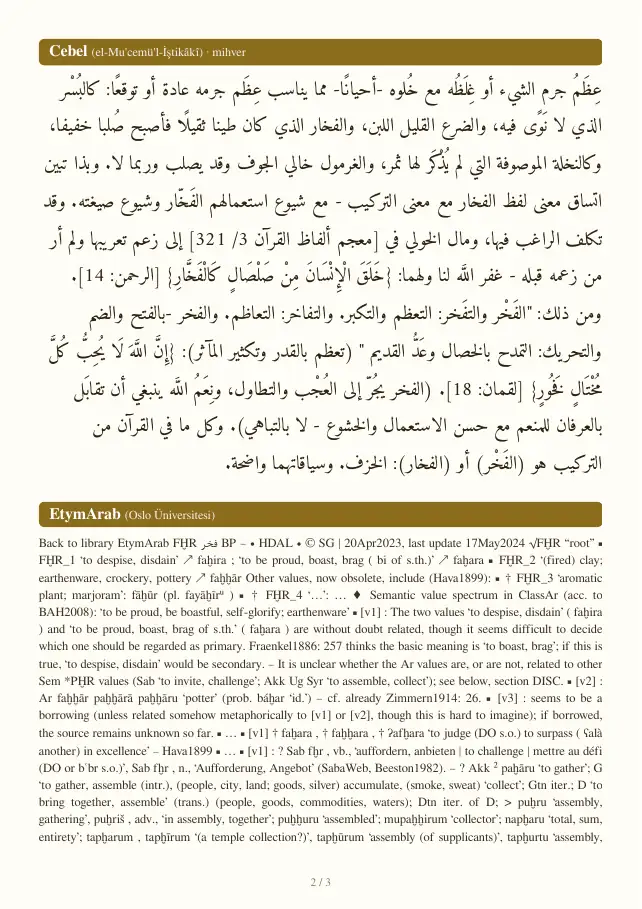 Cebel (el-Mu'cemü'l-İştikâkî) · mihver
عِظَمُ جرم الشيء أو غِلَظُه مع خُلوه -أحيانًا- مما يناسب عِظَم جرمه عادة أو توقعًا: كالبُسْر
الذي لا نَوًى فيه، والضرع القليل اللبن، والفخار الذي كان طينا ثقيلًا فأصبح صُلبا خفيفا،
وكالنخلة الموصوفة التي لم يُذْكَر لها ثمر، والغرمول خالي الجوف وقد يصلب وربما لا. وبذا تبين
اتساق معنى لفظ الفخار مع معنى التركيب - مع شيوع استعمالهم الفَخّار وشيوع صيغته. وقد
تكلف الراغب فيها، ومال الخولي في [معجم ألفاظ القرآن 3/ 321] إلى زعم تعريبها ولم أر
من زعمه قبله - غفر الله لنا ولهما: {خَلَقَ الْإِنْسَانَ مِنْ صَلْصَالٍ كَالْفَخَّارِ} [الرحمن: 14].
ومن ذلك: "الفَخْر والتفَخر: التعظم والتكبر. والتفاخر: التعاظم. والفخر -بالفتح والضم
والتحريك: التمدح بالخصال وعَدُّ القديم " (تعظم بالقدر وتكثير المآثر): {إِنَّ اللَّهَ لَا يُحِبُّ كُلَّ
مُخْتَالٍ فَخُورٍ} [لقمان: 18]. (الفخر يجُرّ إلى العُجْب والتطاول، ونِعَمُ الله ينبغي أن تقابَل
بالعرفان للمنعم مع حسن الاستعمال والخشوع - لا بالتباهي). وكل ما في القرآن من
التركيب هو (الفَخْر) أو (الفخار): الخزف. وسياقاتهما واضحة.
EtymArab (Oslo Üniversitesi)
Back to library EtymArab FḪR فخر BP – ▪ HDAL ▪ © SG | 20Apr2023, last update 17May2024 √FḪR “root” ▪
FḪR_1 ‘to despise, disdain’ ↗ faḫira ; ‘to be proud, boast, brag ( bi of s.th.)’ ↗ faḫara ▪ FḪR_2 ‘(fired) clay;
earthenware, crockery, pottery ↗ faḫḫār Other values, now obsolete, include (Hava1899): ▪ † FḪR_3 ‘aromatic
plant; marjoram’: fāḫūr (pl. fayāḫīrᵘ ) ▪ † FḪR_4 ‘…’: … ♦ Semantic value spectrum in ClassAr (acc. to
BAH2008): ‘to be proud, be boastful, self-glorify; earthenware’ ▪ [v1] : The two values ‘to despise, disdain’ ( faḫira
) and ‘to be proud, boast, brag of s.th.’ ( faḫara ) are without doubt related, though it seems difficult to decide
which one should be regarded as primary. Fraenkel1886: 257 thinks the basic meaning is ‘to boast, brag’; if this is
true, ‘to despise, disdain’ would be secondary. – It is unclear whether the Ar values are, or are not, related to other
Sem *PḪR values (Sab ‘to invite, challenge’; Akk Ug Syr ‘to assemble, collect’); see below, section DISC. ▪ [v2] :
Ar faḫḫār paḫḫārā paḫḫāru ‘potter’ (prob. báḫar ‘id.’) – cf. already Zimmern1914: 26. ▪ [v3] : seems to be a
borrowing (unless related somehow metaphorically to [v1] or [v2], though this is hard to imagine); if borrowed,
the source remains unknown so far. ▪ … ▪ [v1] † faḫara , † faḫḫara , † ʔafḫara ‘to judge (DO s.o.) to surpass ( ʕalà
another) in excellence’ – Hava1899 ▪ … ▪ [v1] : ? Sab fḫr , vb., ‘auffordern, anbieten | to challenge | mettre au défi
(DO or bʿbr s.o.)’, Sab fḫr , n., ‘Aufforderung, Angebot’ (SabaWeb, Beeston1982). – ? Akk ² paḫāru ‘to gather’; G
‘to gather, assemble (intr.), (people, city, land; goods, silver) accumulate, (smoke, sweat) ‘collect’; Gtn iter.; D ‘to
bring together, assemble’ (trans.) (people, goods, commodities, waters); Dtn iter. of D; > puḫru ‘assembly,
gathering’, puḫriš , adv., ‘in assembly, together’; puḫḫuru ‘assembled’; mupaḫḫirum ‘collector’; napḫaru ‘total, sum,
entirety’; tapḫarum , tapḫīrum ‘(a temple collection?)’, tapḫūrum ‘assembly (of supplicants)’, tapḫurtu ‘assembly,
2 / 3